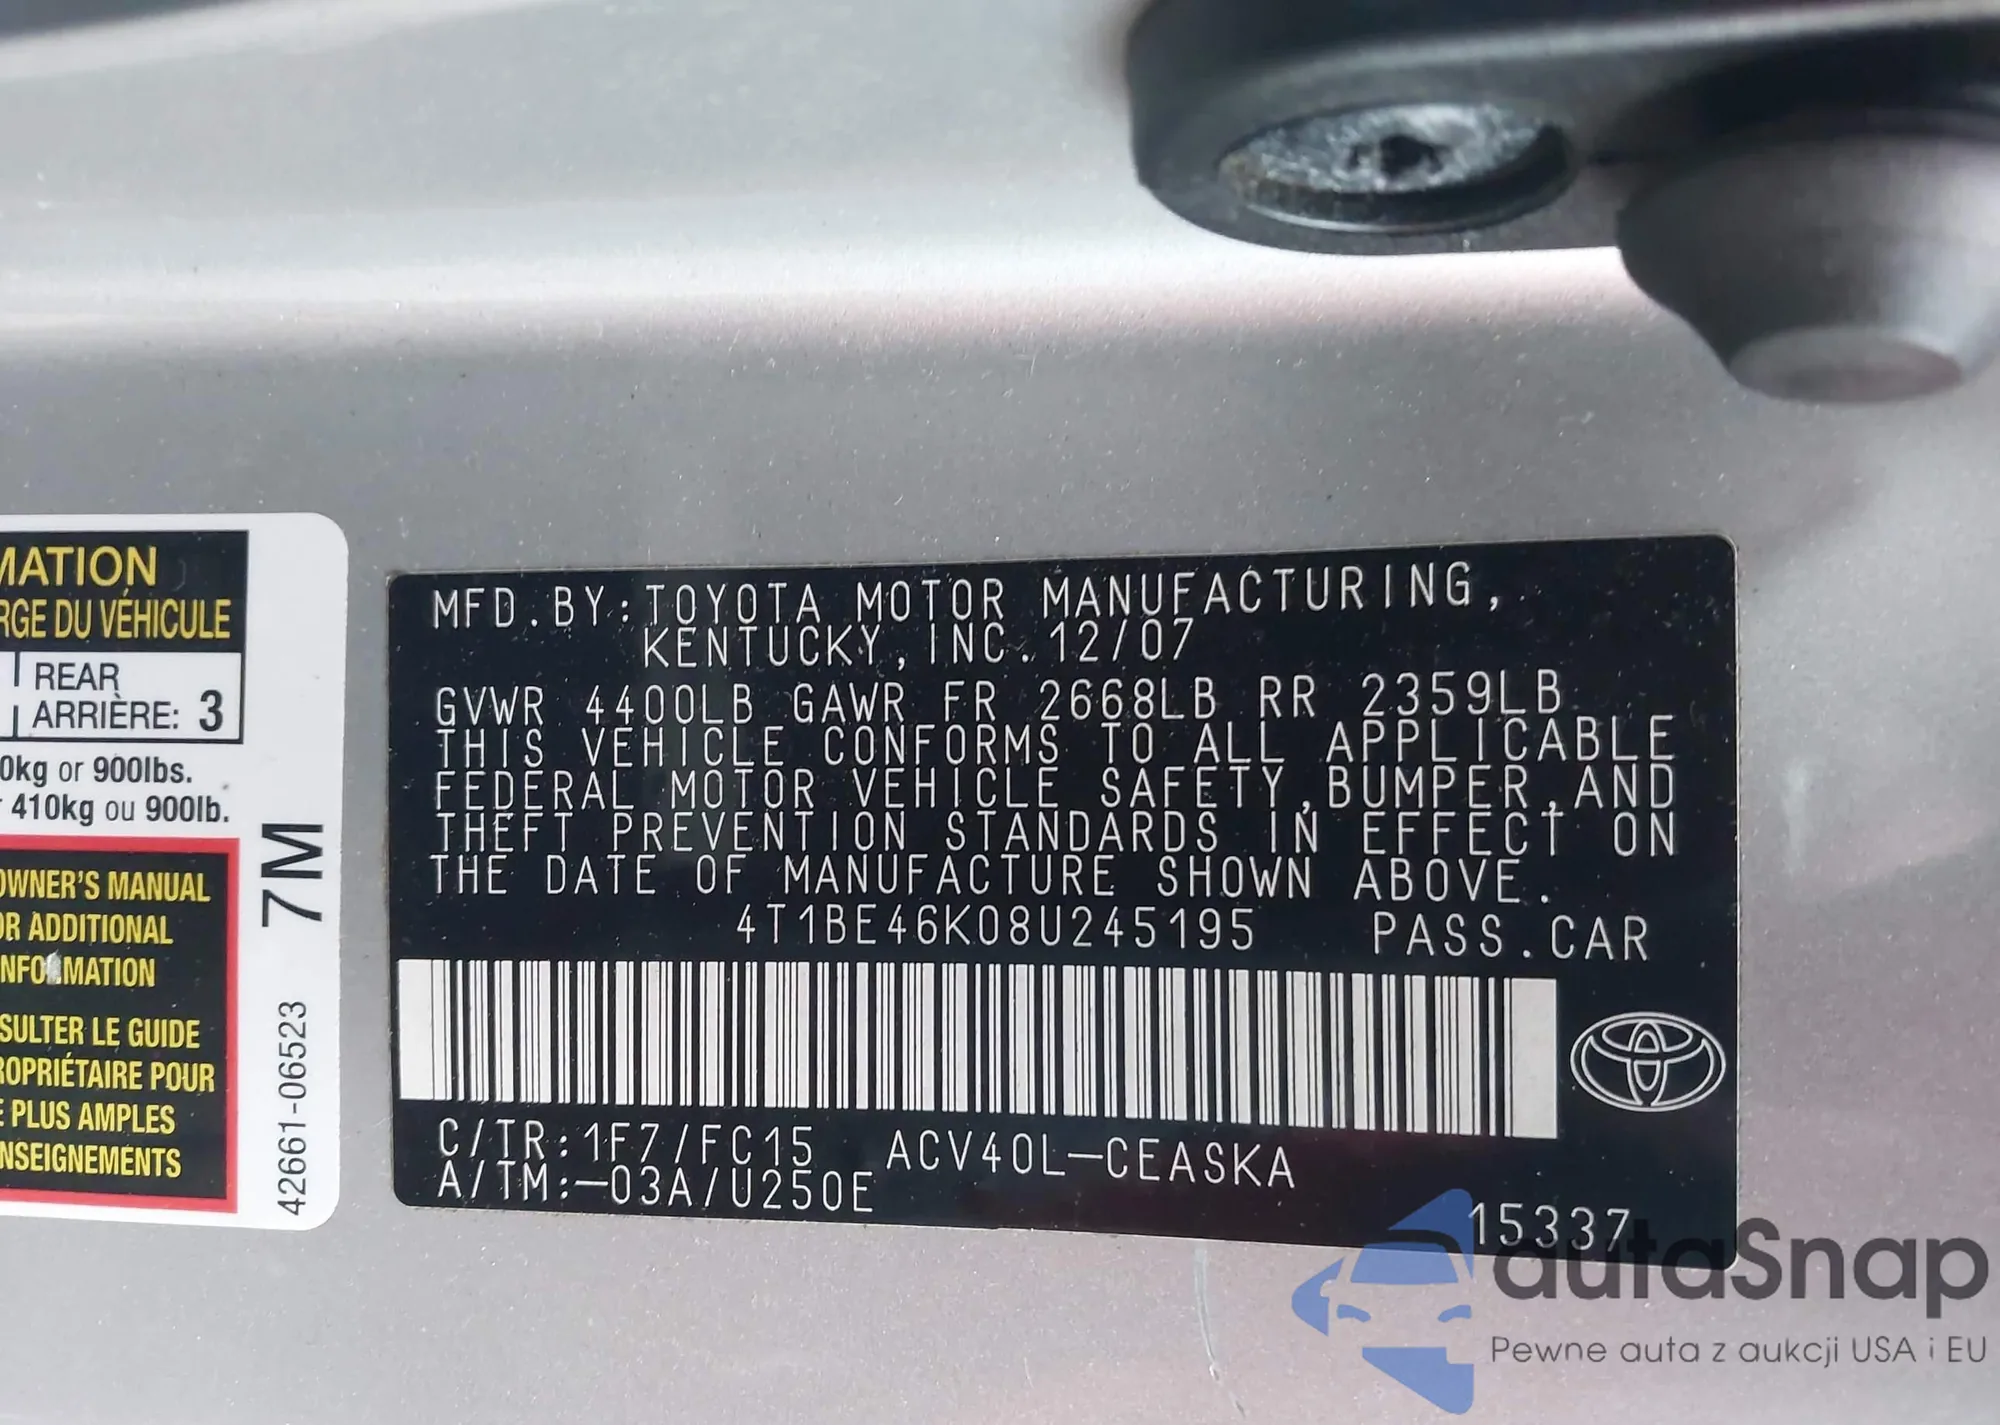 MATION
RGE DU VÉHICULE
REAR
ARRIÈRE: 3
0kg or 900lbs.
410kg ou 900lb.
OWNER'S MANUAL
OR ADDITIONAL
INFORMATION
SULTER LE GUIDE
ROPRIÉTAIRE POUR
E PLUS AMPLES
NSEIGNEMENTS
7M
42661-06523
MFD.BY:TOYOTA MOTOR MANUFACTURING,
KENTUCKY,INC.12/07
GVWR 4400LB GAWR FR 2668LB RR 2359LB
THIS VEHICLE CONFORMS TO ALL APPLICABLE
FEDERAL MOTOR VEHICLE SAFETY,BUMPER,AND
THEFT PREVENTION STANDARDS IN EFFECT ON
THE DATE OF MANUFACTURE SHOWN ABOVE.
4T1BE46K08U245195 PASS.CAR
C/TR:1F7/FC15 ACV40L-CEASKA
A/TM:-03A/U250E
15337
autaSnap
Pewne auta z aukcji USA i EU